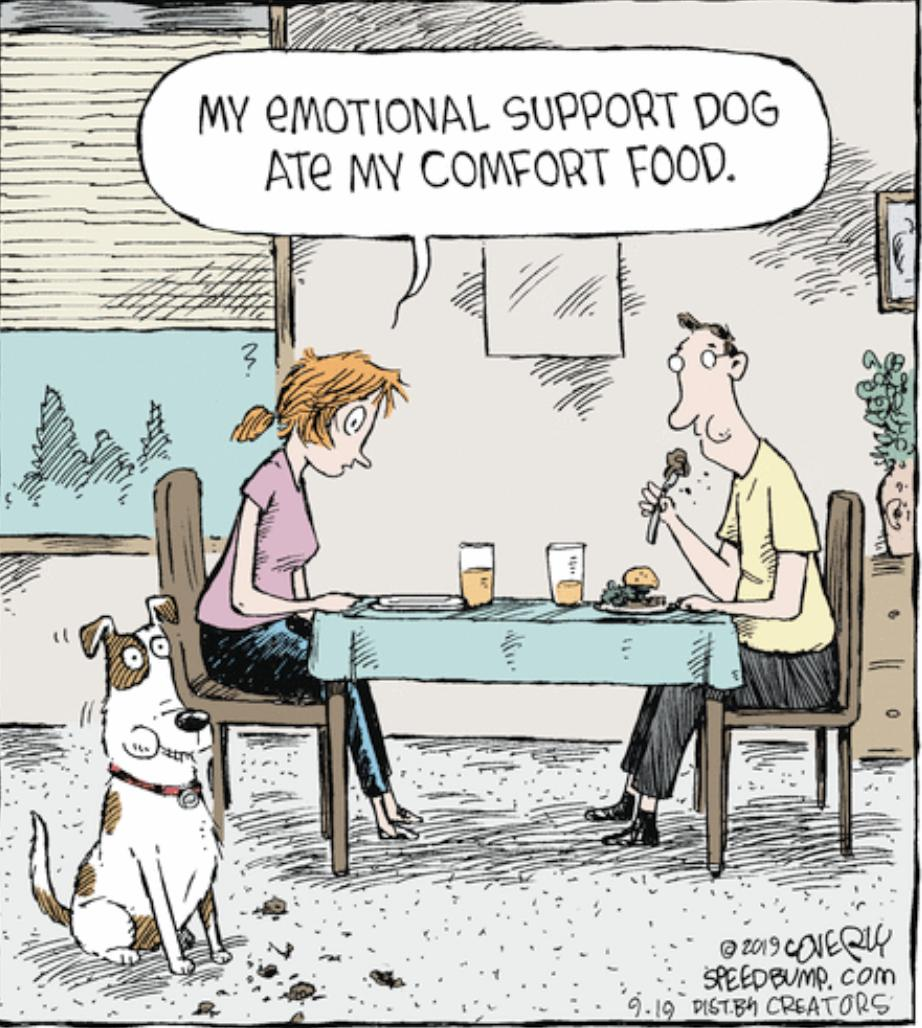 MY eMOTIONAL SUPPORT DOG
ATe MY COMFORT FOOD.
?
© 2019 COVERLY
SPEEDBUMP.COM
9.19 DIST.BY CREATORS